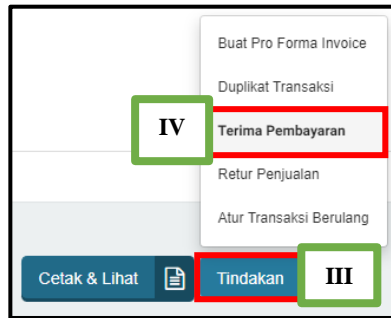 Buat Pro Forma Invoice
Duplikat Transaksi
IV Terima Pembayaran
Retur Penjualan
Atur Transaksi Berulang
Cetak & Lihat Tindakan III